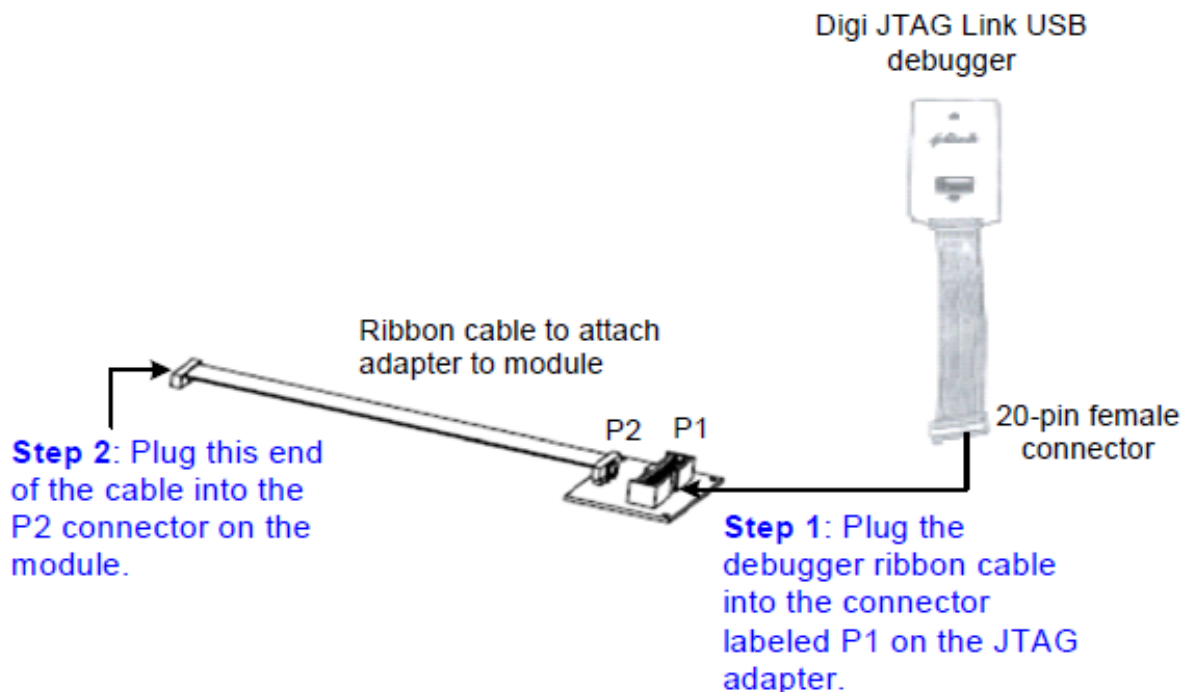 Digi JTAG Link USB
debugger
Ribbon cable to attach
adapter to module
P2
P1
20-pin female
connector
Step 2: Plug this end
of the cable into the
P2 connector on the
module.
Step 1: Plug the
debugger ribbon cable
into the connector
labeled P1 on the JTAG
adapter.